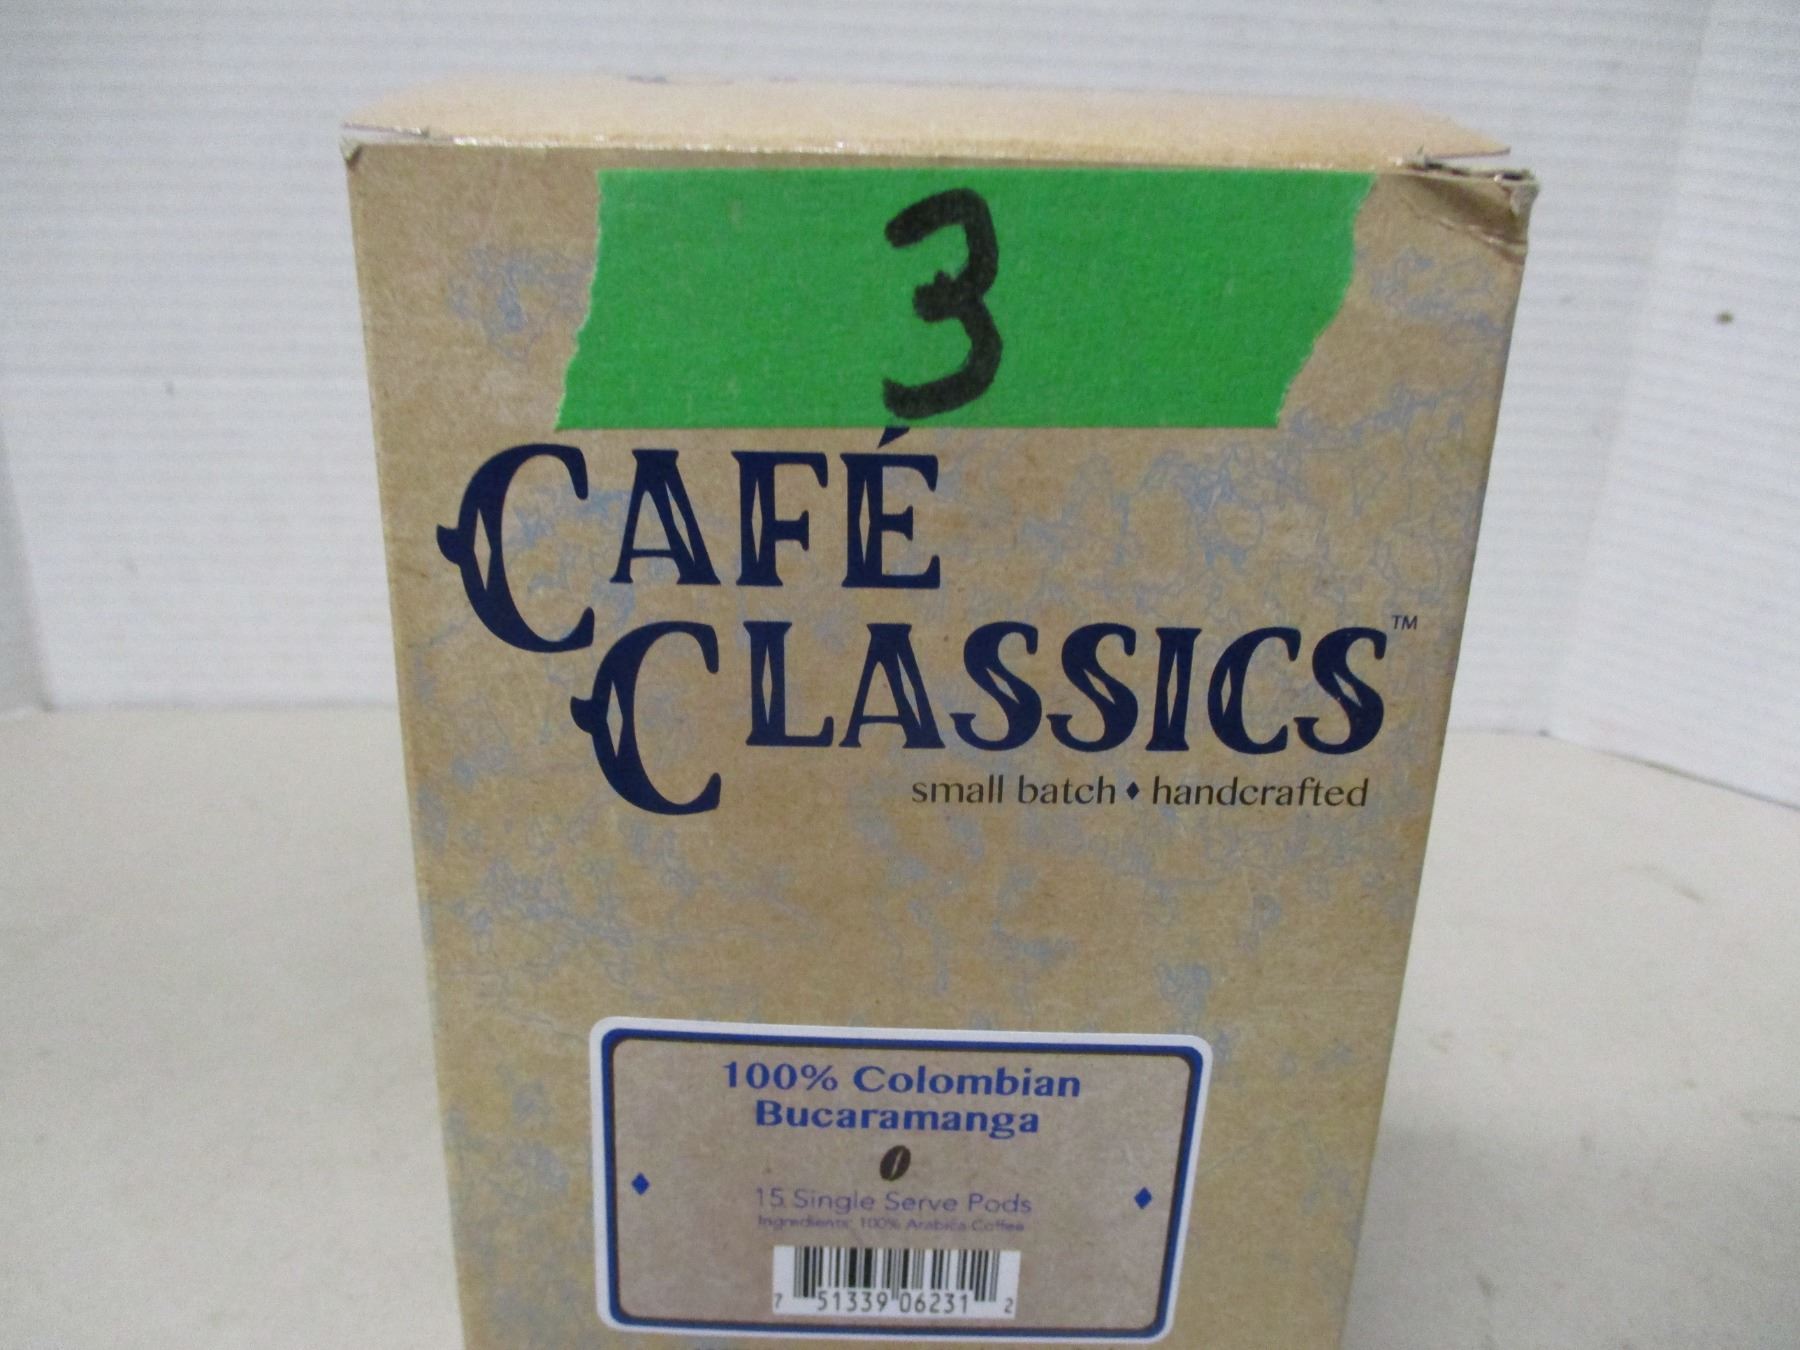 3
CAFÉ
CLASSICS™
small batch ♦ handcrafted
100% Colombian
Bucaramanga
15 Single Serve Pods
Ingredients: 100% Arabica Coffee
7 51339 06231 2